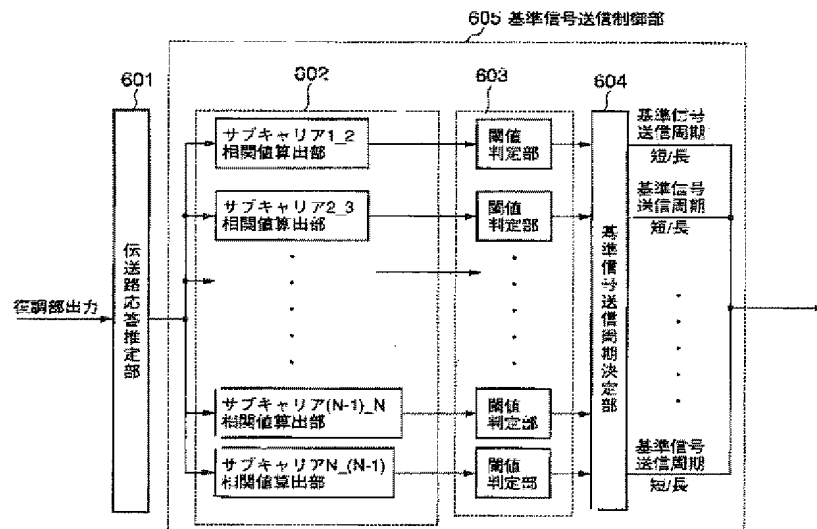 605 基準信号送信制御部
601
602
603
604
サブキャリア1_2
相関値算出部
閾値
判定部
基準信号
送信周期
短/長
サブキャリア2_3
相関値算出部
閾値
判定部
基準信号
送信周期
短/長
伝送路応答推定部
基準信号送信周期決定部
復調部出力
サブキャリア(N-1)_N
相関値算出部
閾値
判定部
サブキャリアN_(N-1)
相関値算出部
閾値
判定部
基準信号
送信周期
短/長